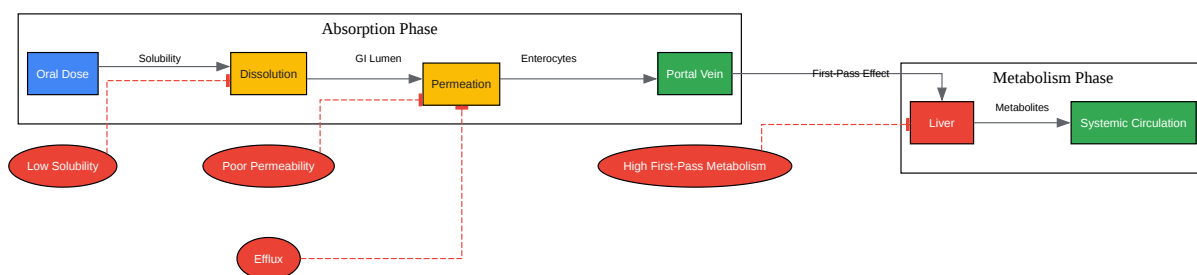 Absorption Phase
Oral Dose
Solubility
Dissolution
GI Lumen
Permeation
Enterocytes
Portal Vein
First-Pass Effect
Metabolism Phase
Liver
Metabolites
Systemic Circulation
Low Solubility
Poor Permeability
High First-Pass Metabolism
Efflux